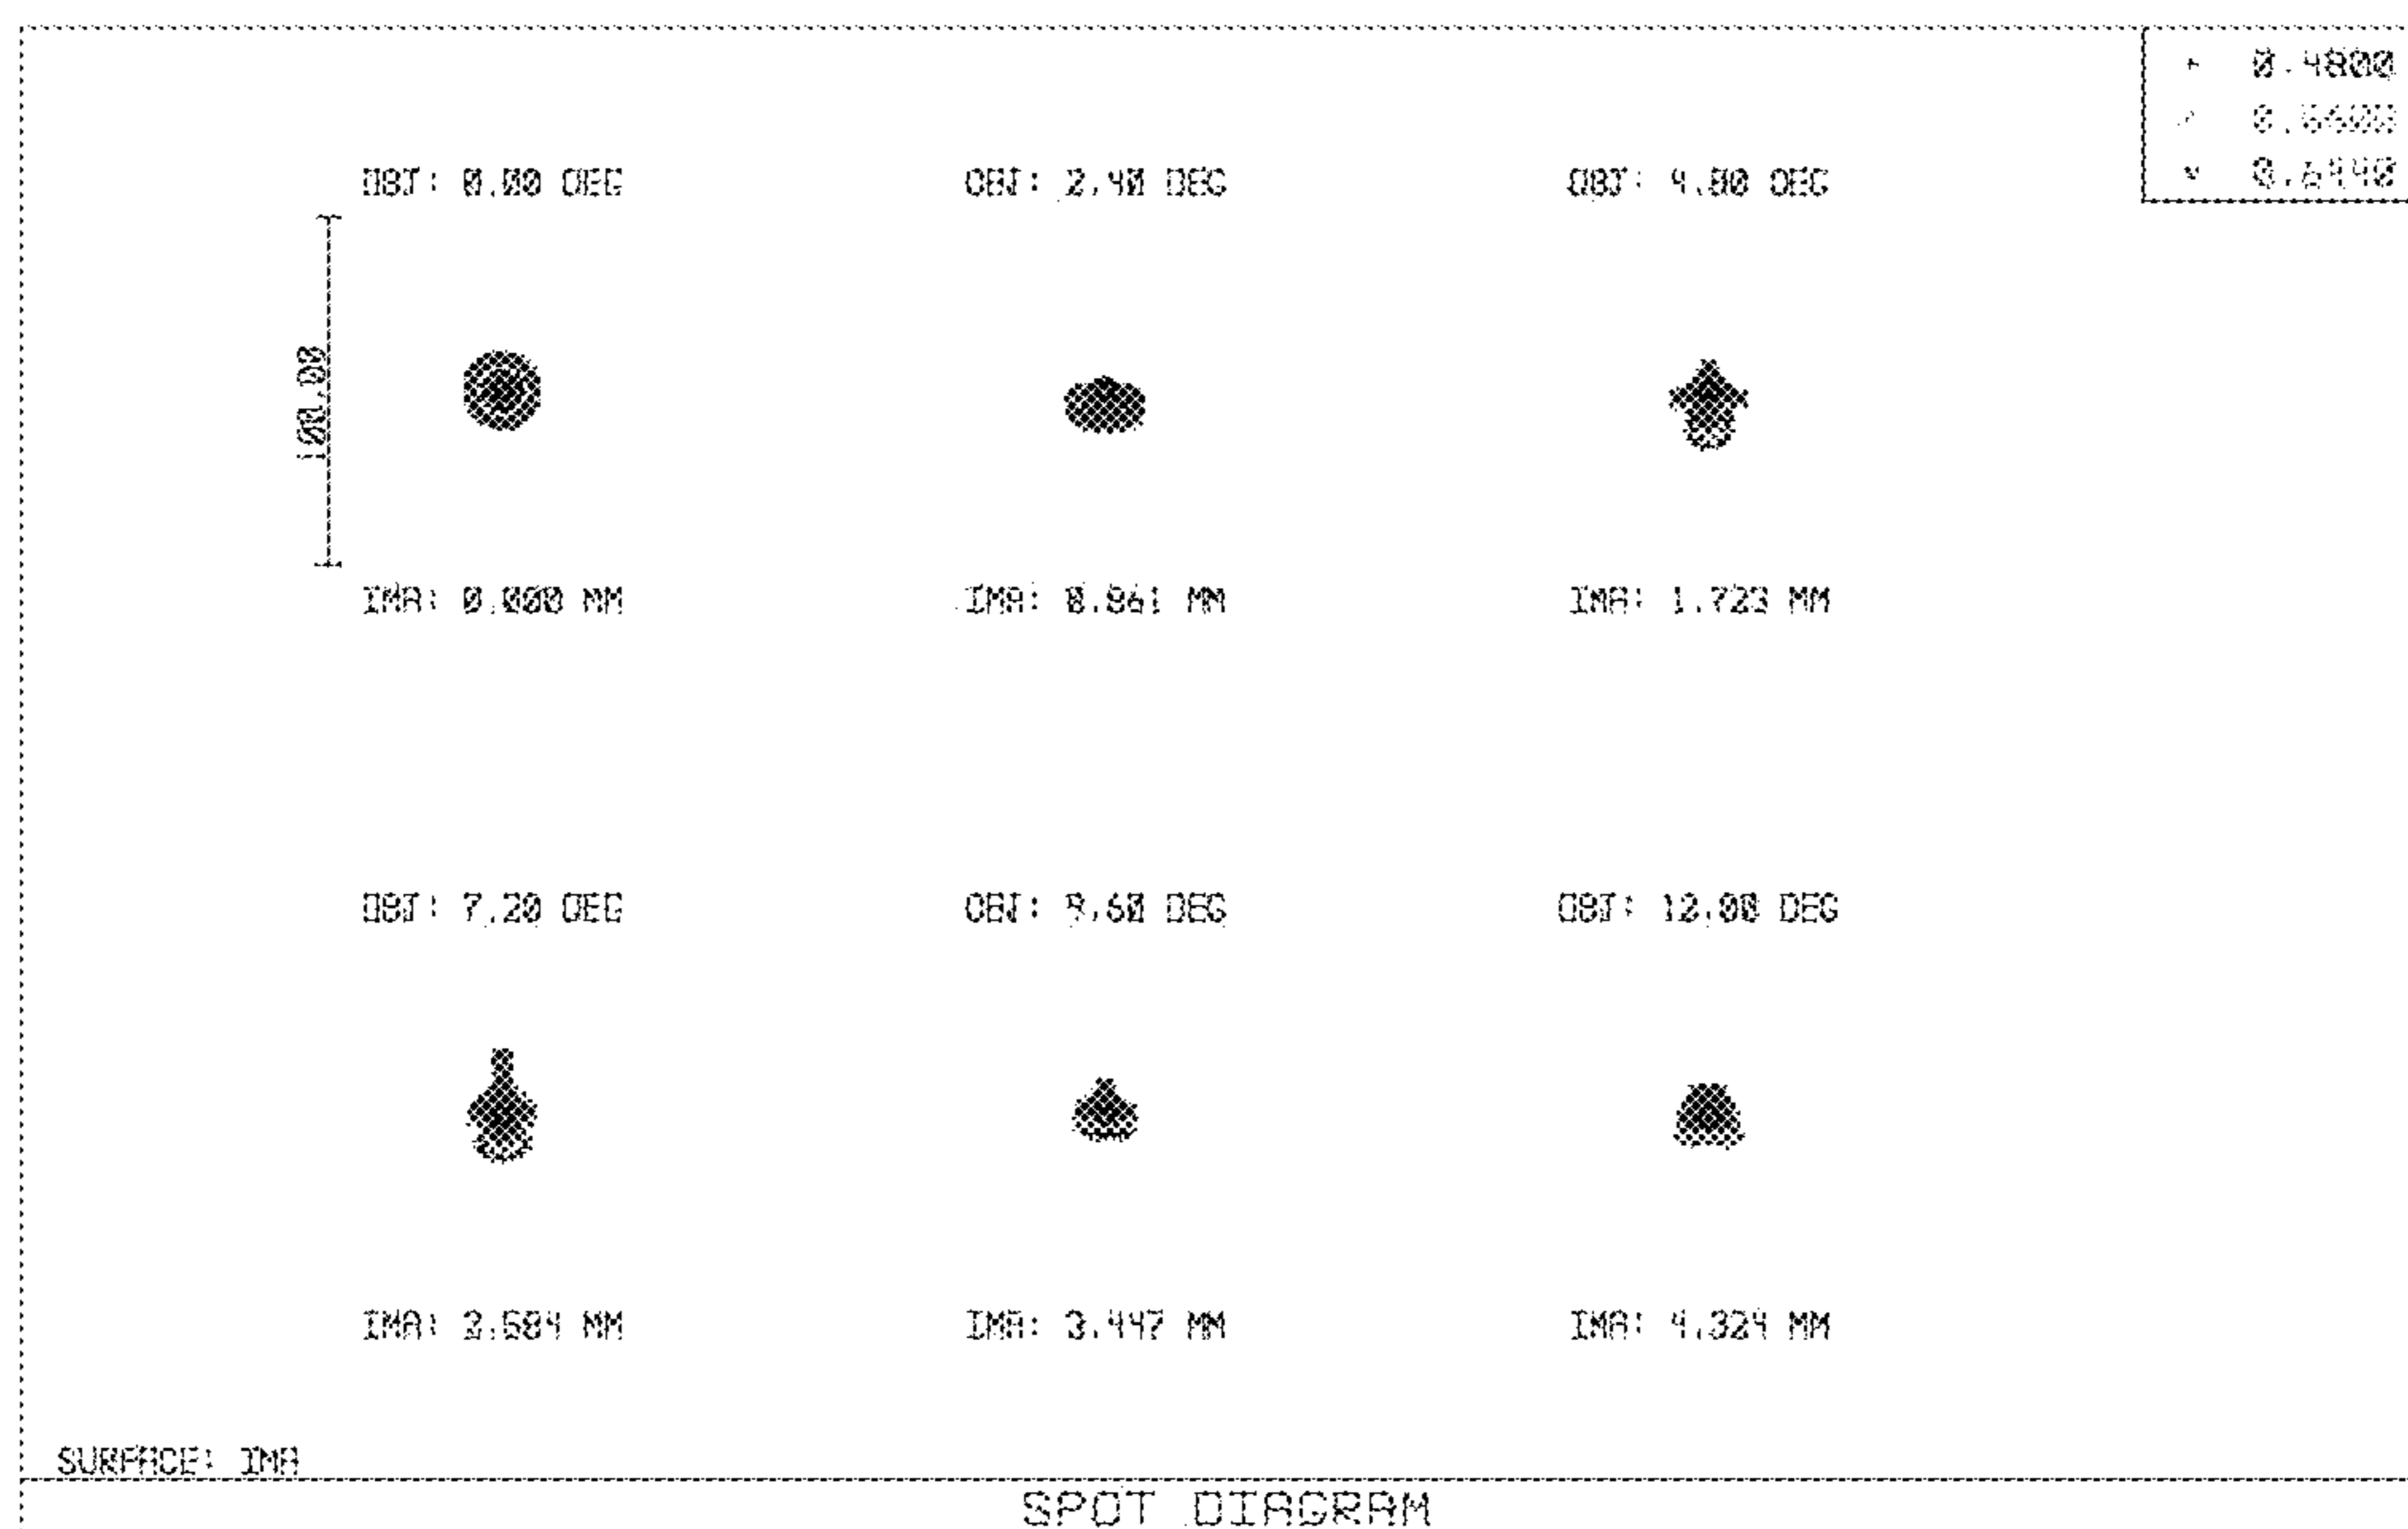 0.4800
0.6440
OBJ: 0.00 DEG
OBJ: 2.40 DEG
OBJ: 4.80 DEG
100.00
IMA: 0.000 MM
IMA: 0.861 MM
IMA: 1.723 MM
OBJ: 7.20 DEG
OBJ: 9.60 DEG
OBJ: 12.00 DEG
IMA: MM
IMA: 3.447 MM
IMA: 4.324 MM
SURFACE: IMA
SPOT DIAGRAM